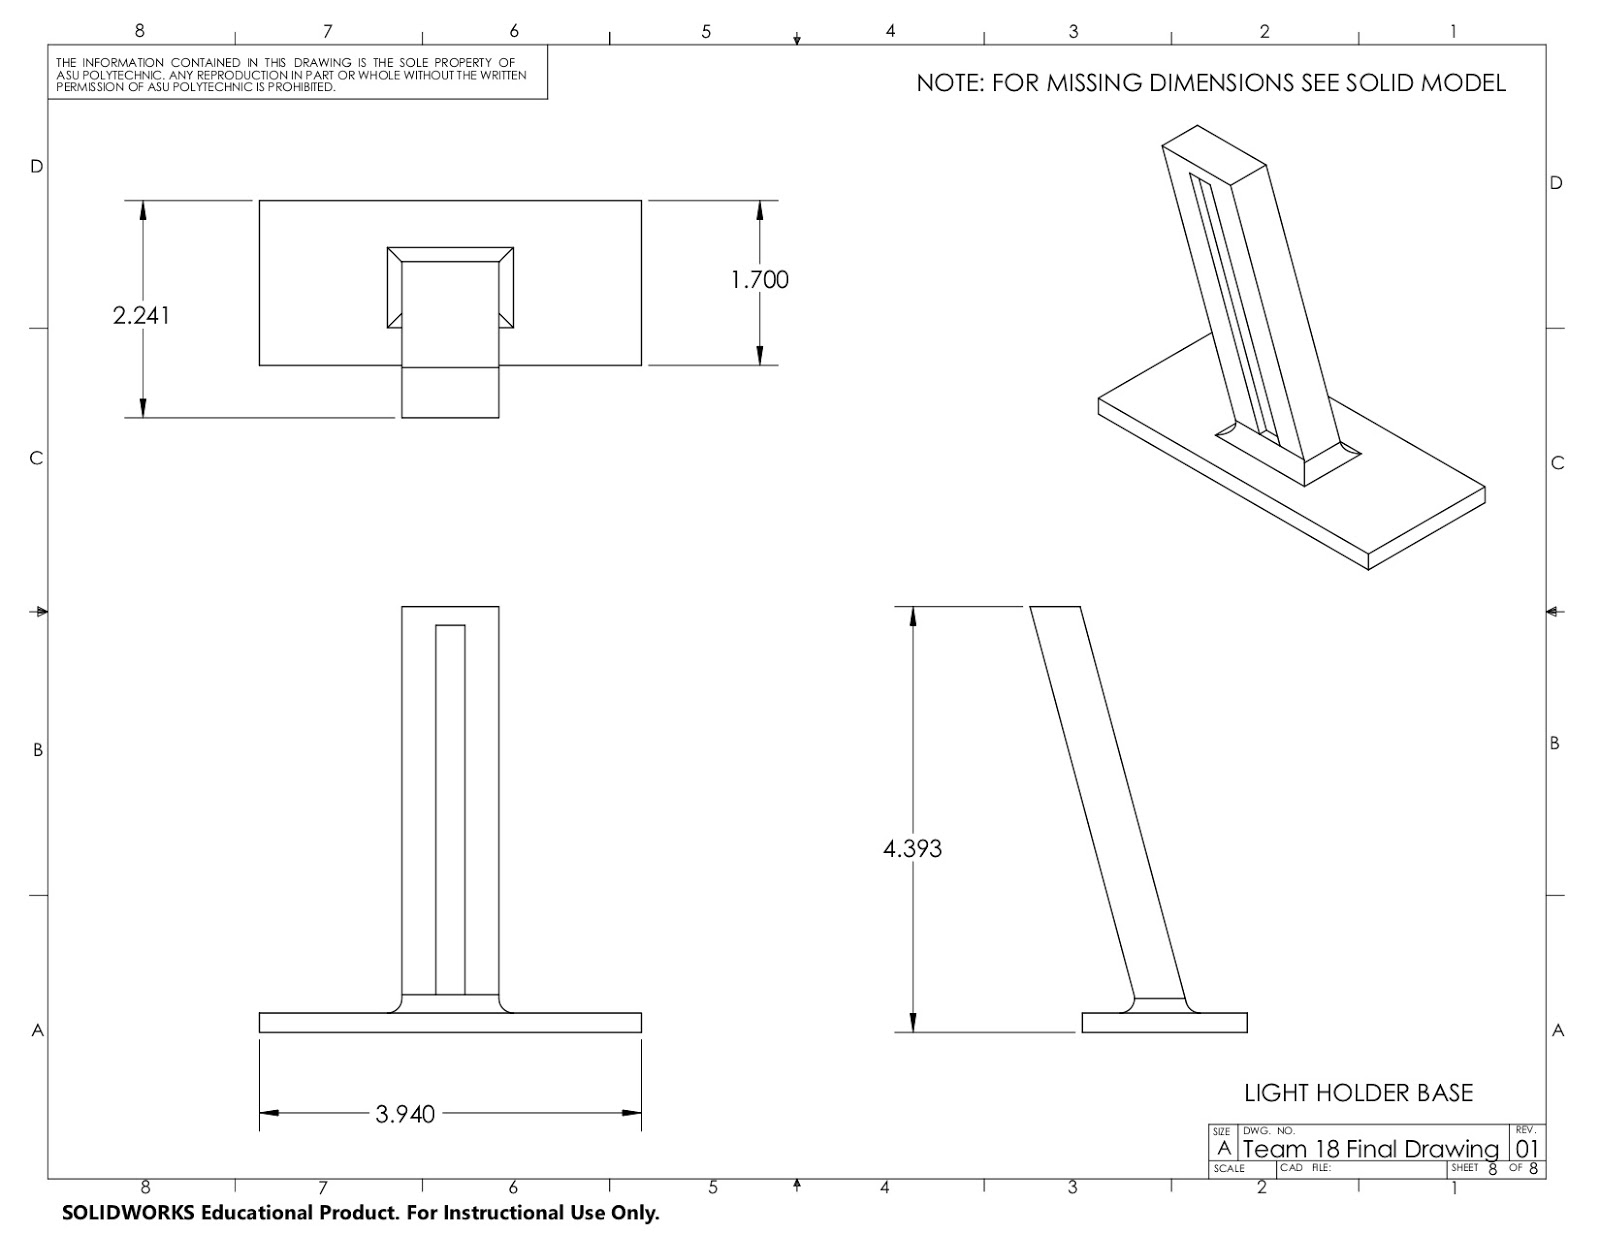 8 7 6 5 4 3 2 1
THE INFORMATION CONTAINED IN THIS DRAWING IS THE SOLE PROPERTY OF
ASU POLYTECHNIC. ANY REPRODUCTION IN PART OR WHOLE WITHOUT THE WRITTEN
PERMISSION OF ASU POLYTECHNIC IS PROHIBITED.
NOTE: FOR MISSING DIMENSIONS SEE SOLID MODEL
D D
1.700
2.241
C C
B B
4.393
A A
3.940
LIGHT HOLDER BASE
SIZE DWG. NO. REV.
A Team 18 Final Drawing 01
SCALE CAD FILE: SHEET 8 OF 8
8 7 6 5 4 3 2 1
SOLIDWORKS Educational Product. For Instructional Use Only.